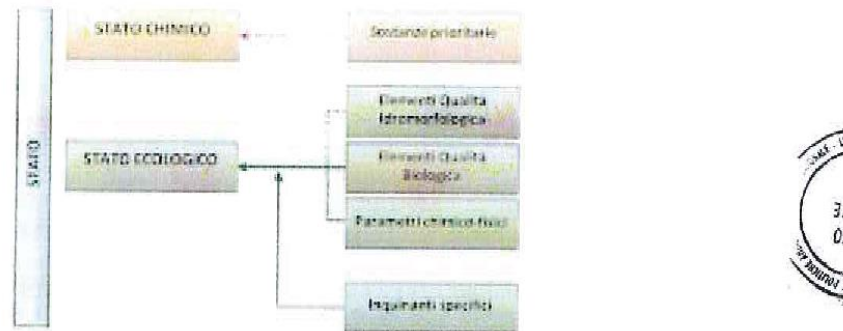 STATO
STATO CHIMICO
Sostanze prioritarie
Elementi Qualità
Idromorfologica
STATO ECOLOGICO
Elementi Qualità
Biologica
Parametri chimico-fisici
Inquinanti specifici